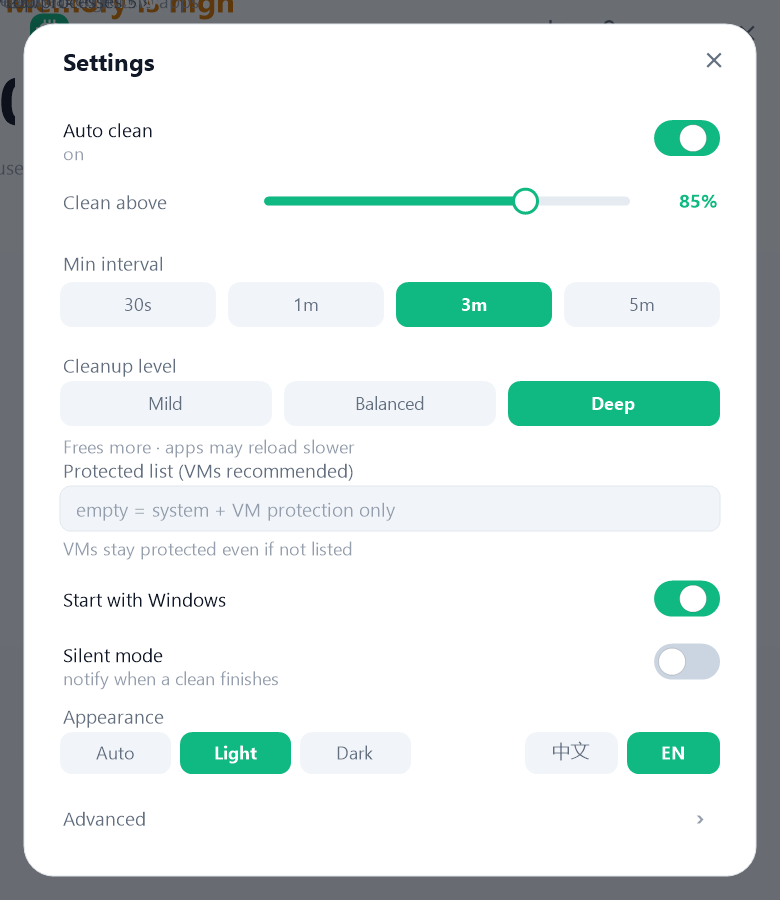 Memory is high
Settings
Auto clean
on
Clean above 85%
Min interval
30s 1m 3m 5m
Cleanup level
Mild Balanced Deep
Frees more · apps may reload slower
Protected list (VMs recommended)
empty = system + VM protection only
VMs stay protected even if not listed
Start with Windows
Silent mode
notify when a clean finishes
Appearance
Auto Light Dark 中文 EN
Advanced ›